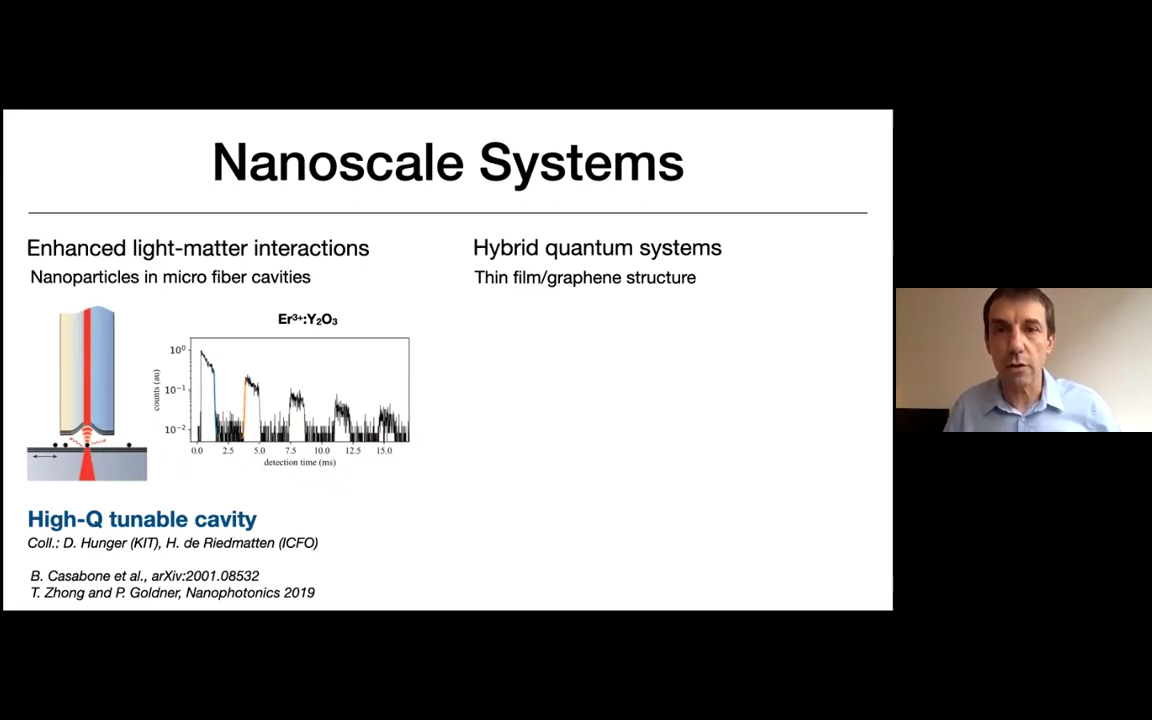 Nanoscale Systems
Enhanced light-matter interactions
Nanoparticles in micro fiber cavities
Er³⁺:Y₂O₃
10⁰
10⁻¹
10⁻²
counts (au)
0.0 2.5 5.0 7.5 10.0 12.5 15.0
detection time (ms)
High-Q tunable cavity
Coll.: D. Hunger (KIT), H. de Riedmatten (ICFO)
B. Casabone et al., arXiv:2001.08532
T. Zhong and P. Goldner, Nanophotonics 2019
Hybrid quantum systems
Thin film/graphene structure